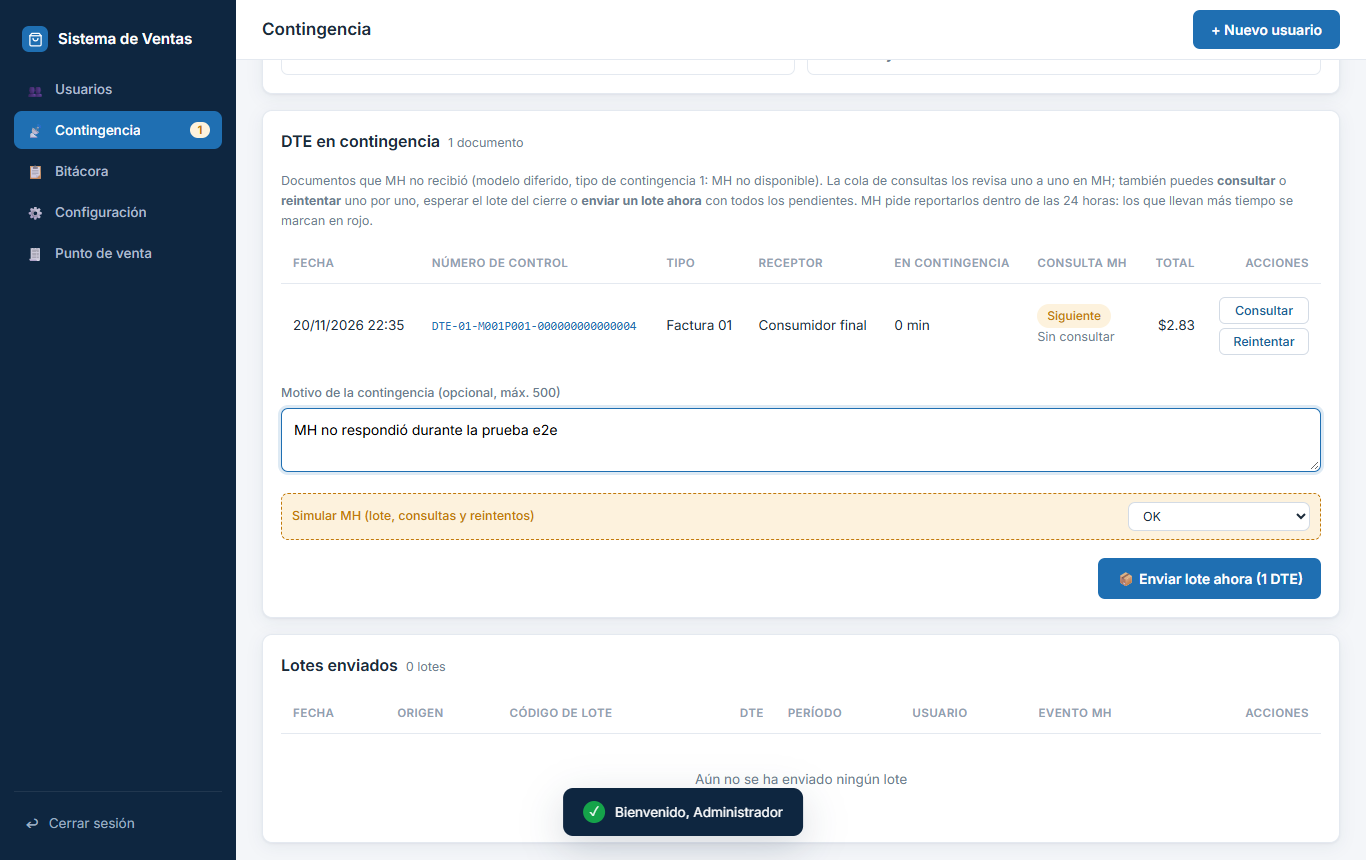 Sistema de Ventas
Usuarios
Contingencia
1
Bitácora
Configuración
Punto de venta
Cerrar sesión
Contingencia
+ Nuevo usuario
DTE en contingencia 1 documento
Documentos que MH no recibió (modelo diferido, tipo de contingencia 1: MH no disponible). La cola de consultas los revisa uno a uno en MH; también puedes consultar o
reintentar uno por uno, esperar el lote del cierre o enviar un lote ahora con todos los pendientes. MH pide reportarlos dentro de las 24 horas: los que llevan más tiempo se
marcan en rojo.
FECHA NÚMERO DE CONTROL TIPO RECEPTOR EN CONTINGENCIA CONSULTA MH TOTAL ACCIONES
20/11/2026 22:35 DTE-01-M001P001-000000000000004 Factura 01 Consumidor final 0 min Siguiente $2.83 Consultar
Sin consultar Reintentar
Motivo de la contingencia (opcional, máx. 500)
MH no respondió durante la prueba e2e
Simular MH (lote, consultas y reintentos) OK
Enviar lote ahora (1 DTE)
Lotes enviados 0 lotes
FECHA ORIGEN CÓDIGO DE LOTE DTE PERÍODO USUARIO EVENTO MH ACCIONES
Aún no se ha enviado ningún lote
Bienvenido, Administrador